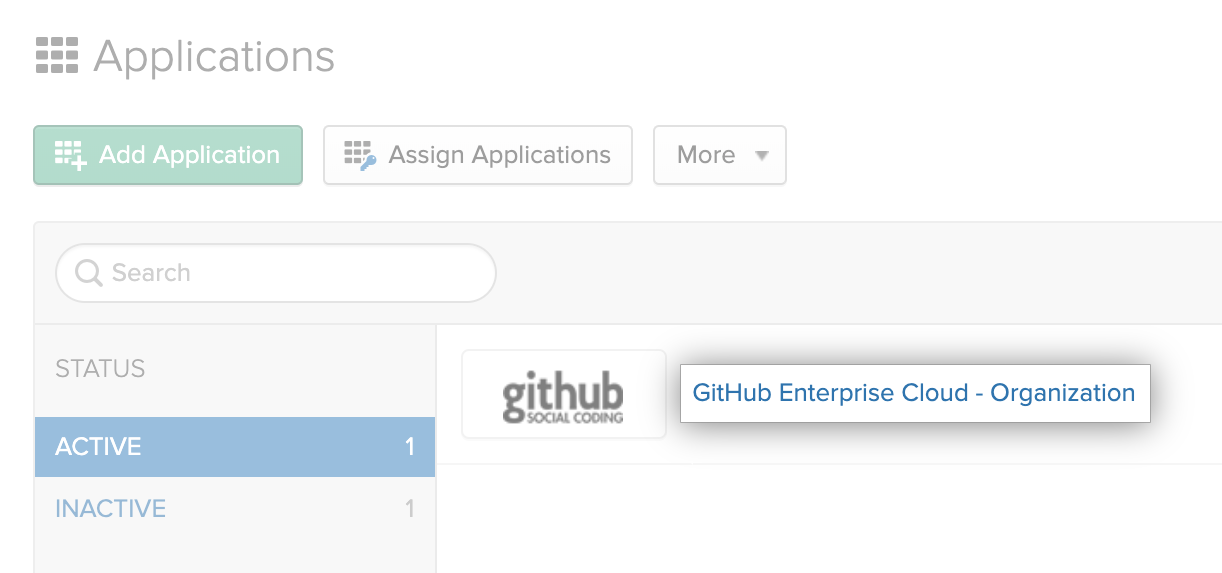 Applications
Add Application
Assign Applications
More
Search
STATUS
github
SOCIAL CODING
GitHub Enterprise Cloud - Organization
ACTIVE 1
INACTIVE 1